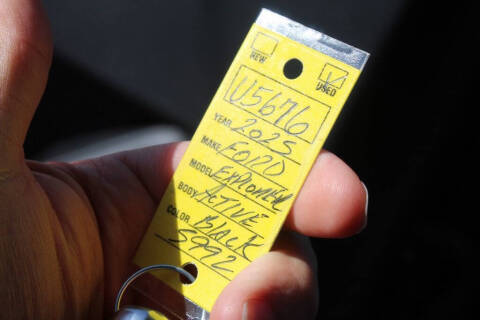 NEW USED
U5676
YEAR 2025
MAKE FORD
MODEL EXPLORER
BODY ACTIVE
COLOR BLACK
5992